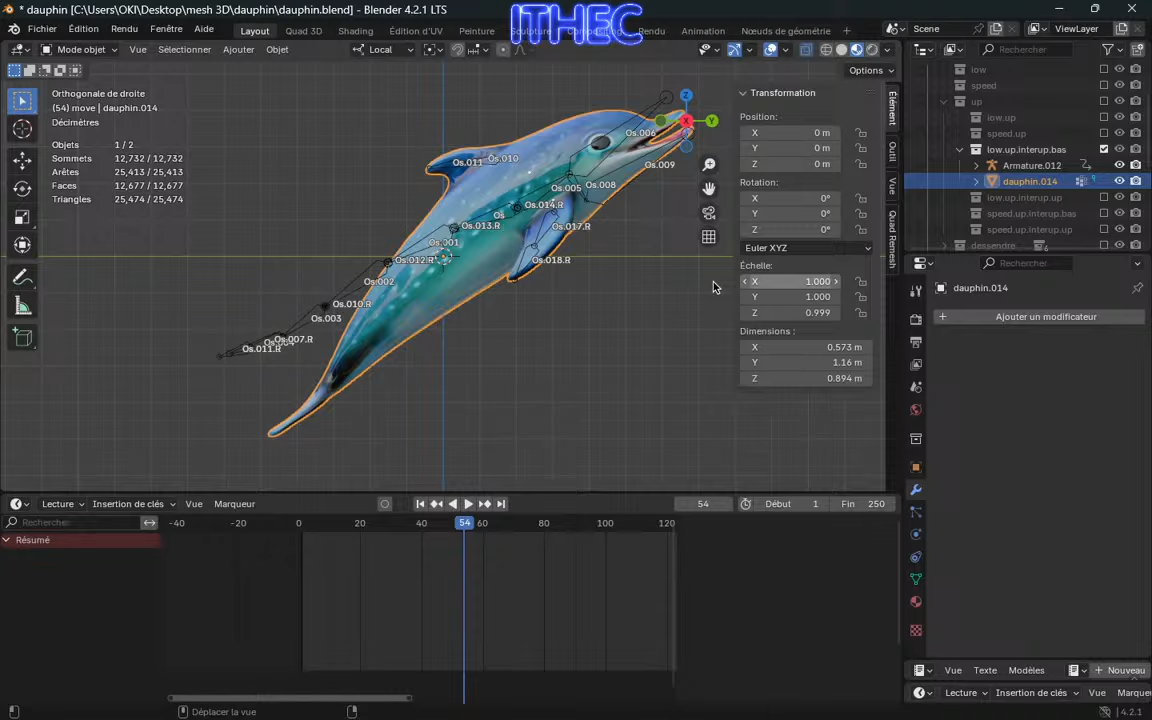 * dauphin [C:\Users\OKI\Desktop\mesh 3D\dauphin\dauphin.blend] - Blender 4.2.1 LTS
ITHEC
Fichier Édition Rendu Fenêtre Aide Layout Quad 3D Shading Édition d'UV Peinture Rendu Animation Nœuds de géométrie Scene ViewLayer
Mode objet Vue Sélectionner Ajouter Objet Local Rechercher
Options
Orthogonale de droite
(54) move | dauphin.014
Décimètres
Objets 1 / 2
Sommets 12,732 / 12,732
Arêtes 25,413 / 25,413
Faces 12,677 / 12,677
Triangles 25,474 / 25,474
Z
Y
X
Os.006
Os.009
Os.011
Os.010
Os.005
Os.008
Os.014.R
Os
Os.013.R
Os.017.R
Os.001
Os.012.R
Os.018.R
Os.002
Os.010.R
Os.003
Os.007.R
Os.011.R
Transformation
Position:
X 0 m
Y 0 m
Z 0 m
Rotation:
X 0°
Y 0°
Z 0°
Euler XYZ
Échelle:
X 1.000
Y 1.000
Z 0.999
Dimensions :
X 0.573 m
Y 1.16 m
Z 0.894 m
Élément
Outil
Vue
Quad Remesh
low
speed
up
low.up
speed.up
low.up.interup.bas
Armature.012
dauphin.014
low.up.interup.up
speed.up.interup.bas
speed.up.interup.up
dessendre
Rechercher
dauphin.014
+ Ajouter un modificateur
Lecture Insertion de clés Vue Marqueur 54 Début 1 Fin 250
Rechercher -40 -20 0 20 40 54 60 80 100 120
Résumé
Vue Texte Modèles + Nouveau
Lecture Insertion de clés Vue Marque
Déplacer la vue 4.2.1